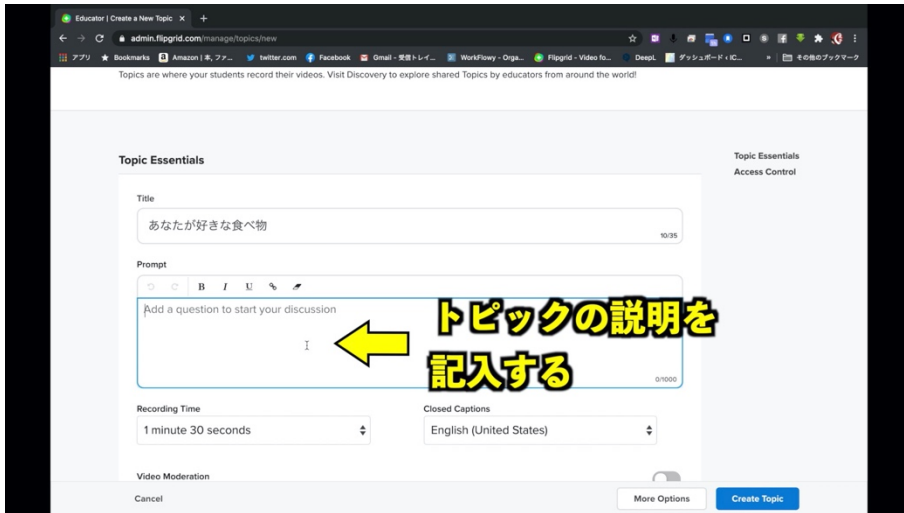 Educator | Create a New Topic
admin.flipgrid.com/manage/topics/new
アプリ Bookmarks Amazon | 本, ファ... twitter.com Facebook Gmail - 受信トレイ... WorkFlowy - Orga... Flipgrid - Video fo... DeepL ダッシュボード ‹ IC... » その他のブックマーク
Topics are where your students record their videos. Visit Discovery to explore shared Topics by educators from around the world!
Topic Essentials
Topic Essentials
Access Control
Title
あなたが好きな食べ物
10/35
Prompt
B I U
Add a question to start your discussion
トピックの説明を
記入する
0/1000
Recording Time
Closed Captions
1 minute 30 seconds
English (United States)
Video Moderation
Cancel
More Options
Create Topic